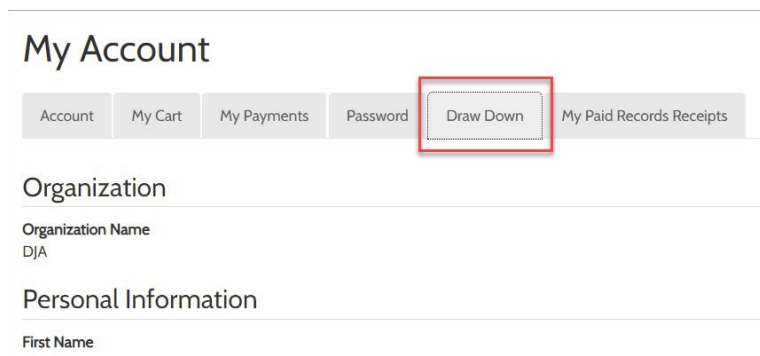 My Account
Account My Cart My Payments Password Draw Down My Paid Records Receipts
Organization
Organization Name
DJA
Personal Information
First Name